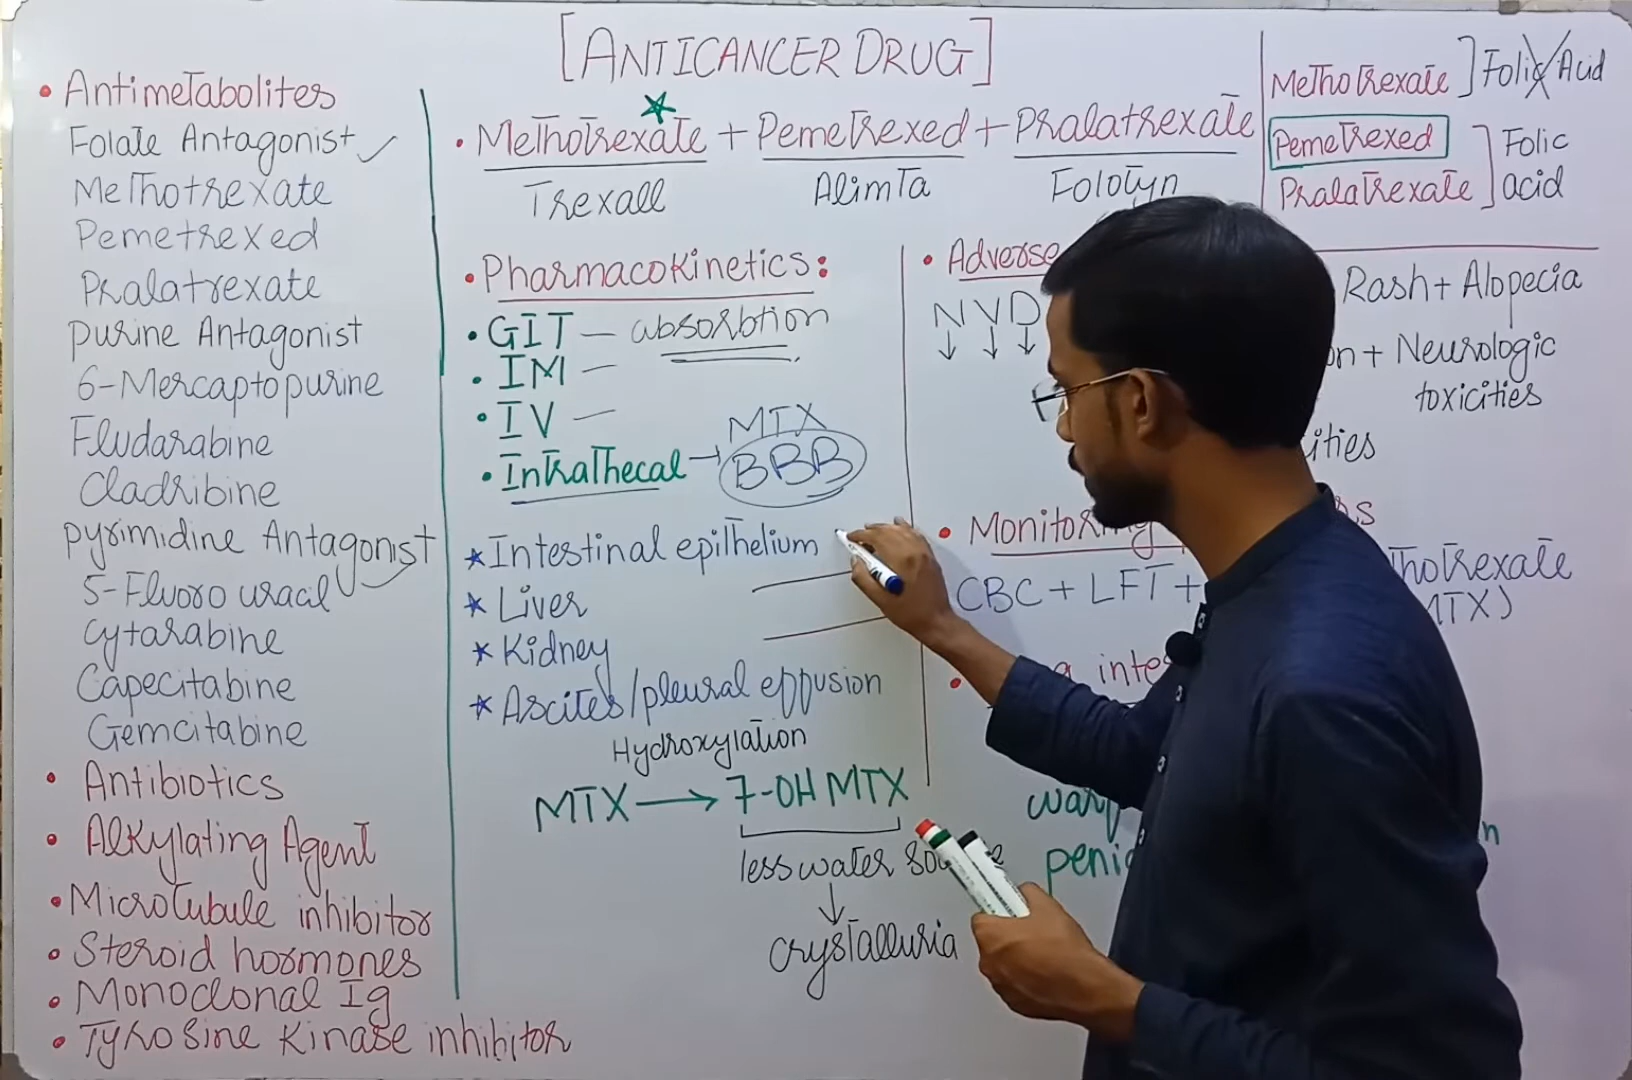 [ANTICANCER DRUG]
• Antimetabolites
Folate Antagonist ✓
Methotrexate
Pemetrexed
Pralatrexate
purine Antagonist
6-Mercaptopurine
Fludarabine
Cladribine
pyrimidine Antagonist
5-Fluoro uracil
Cytarabine
Capecitabine
Gemcitabine
• Antibiotics
• Alkylating Agent
• Microtubule inhibitor
• Steroid hormones
• Monoclonal Ig
• Tyrosine Kinase inhibitor
• Methotrexate + Pemetrexed + Pralatrexate
Trexall Alimta Folotyn
• Pharmacokinetics:
• GIT — absorbtion
• IM —
• IV —
• Intrathecal → BBB
MTX
★ Intestinal epithelium
★ Liver
★ Kidney
★ Ascites/pleural effusion
Hydroxylation
MTX → 7-OH MTX
less water
↓
crystalluria
Methotrexate ] Folic Acid
Pemetrexed
Pralatrexate ] Folic acid
• Adverse
N V D
↓ ↓ ↓
Rash + Alopecia
+ Neurologic
toxicities
• Monitoring
CBC + LFT +